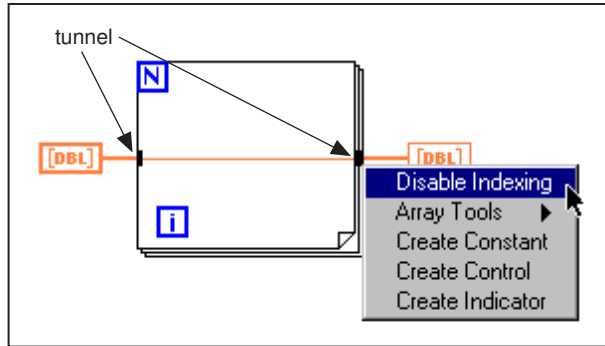 tunnel
N
[DBL]
[DBL]
i
Disable Indexing
Array Tools
Create Constant
Create Control
Create Indicator